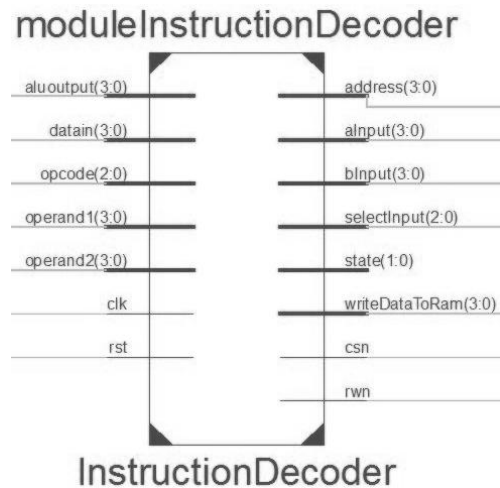 moduleInstructionDecoder
aluoutput(3:0)
datain(3:0)
opcode(2:0)
operand1(3:0)
operand2(3:0)
clk
rst
address(3:0)
aInput(3:0)
bInput(3:0)
selectInput(2:0)
state(1:0)
writeDataToRam(3:0)
csn
rwn
InstructionDecoder